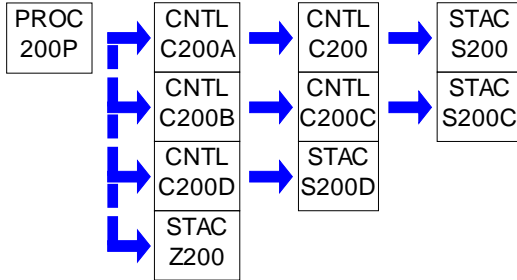 PROC
200P
CNTL
C200A
CNTL
C200
STAC
S200
CNTL
C200B
CNTL
C200C
STAC
S200C
CNTL
C200D
STAC
S200D
STAC
Z200